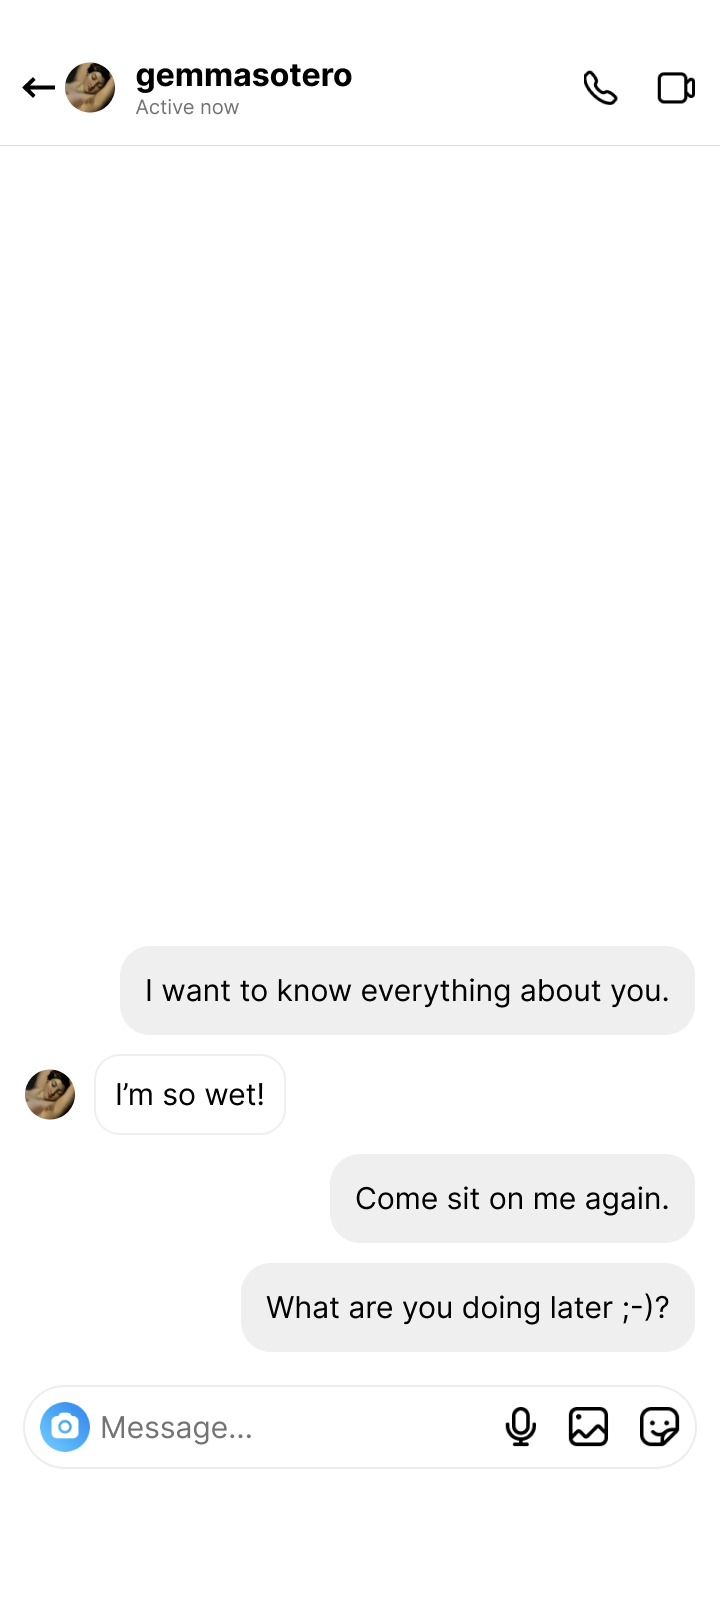 gemmasotero
Active now
I want to know everything about you.
I’m so wet!
Come sit on me again.
What are you doing later ;-)?
Message...